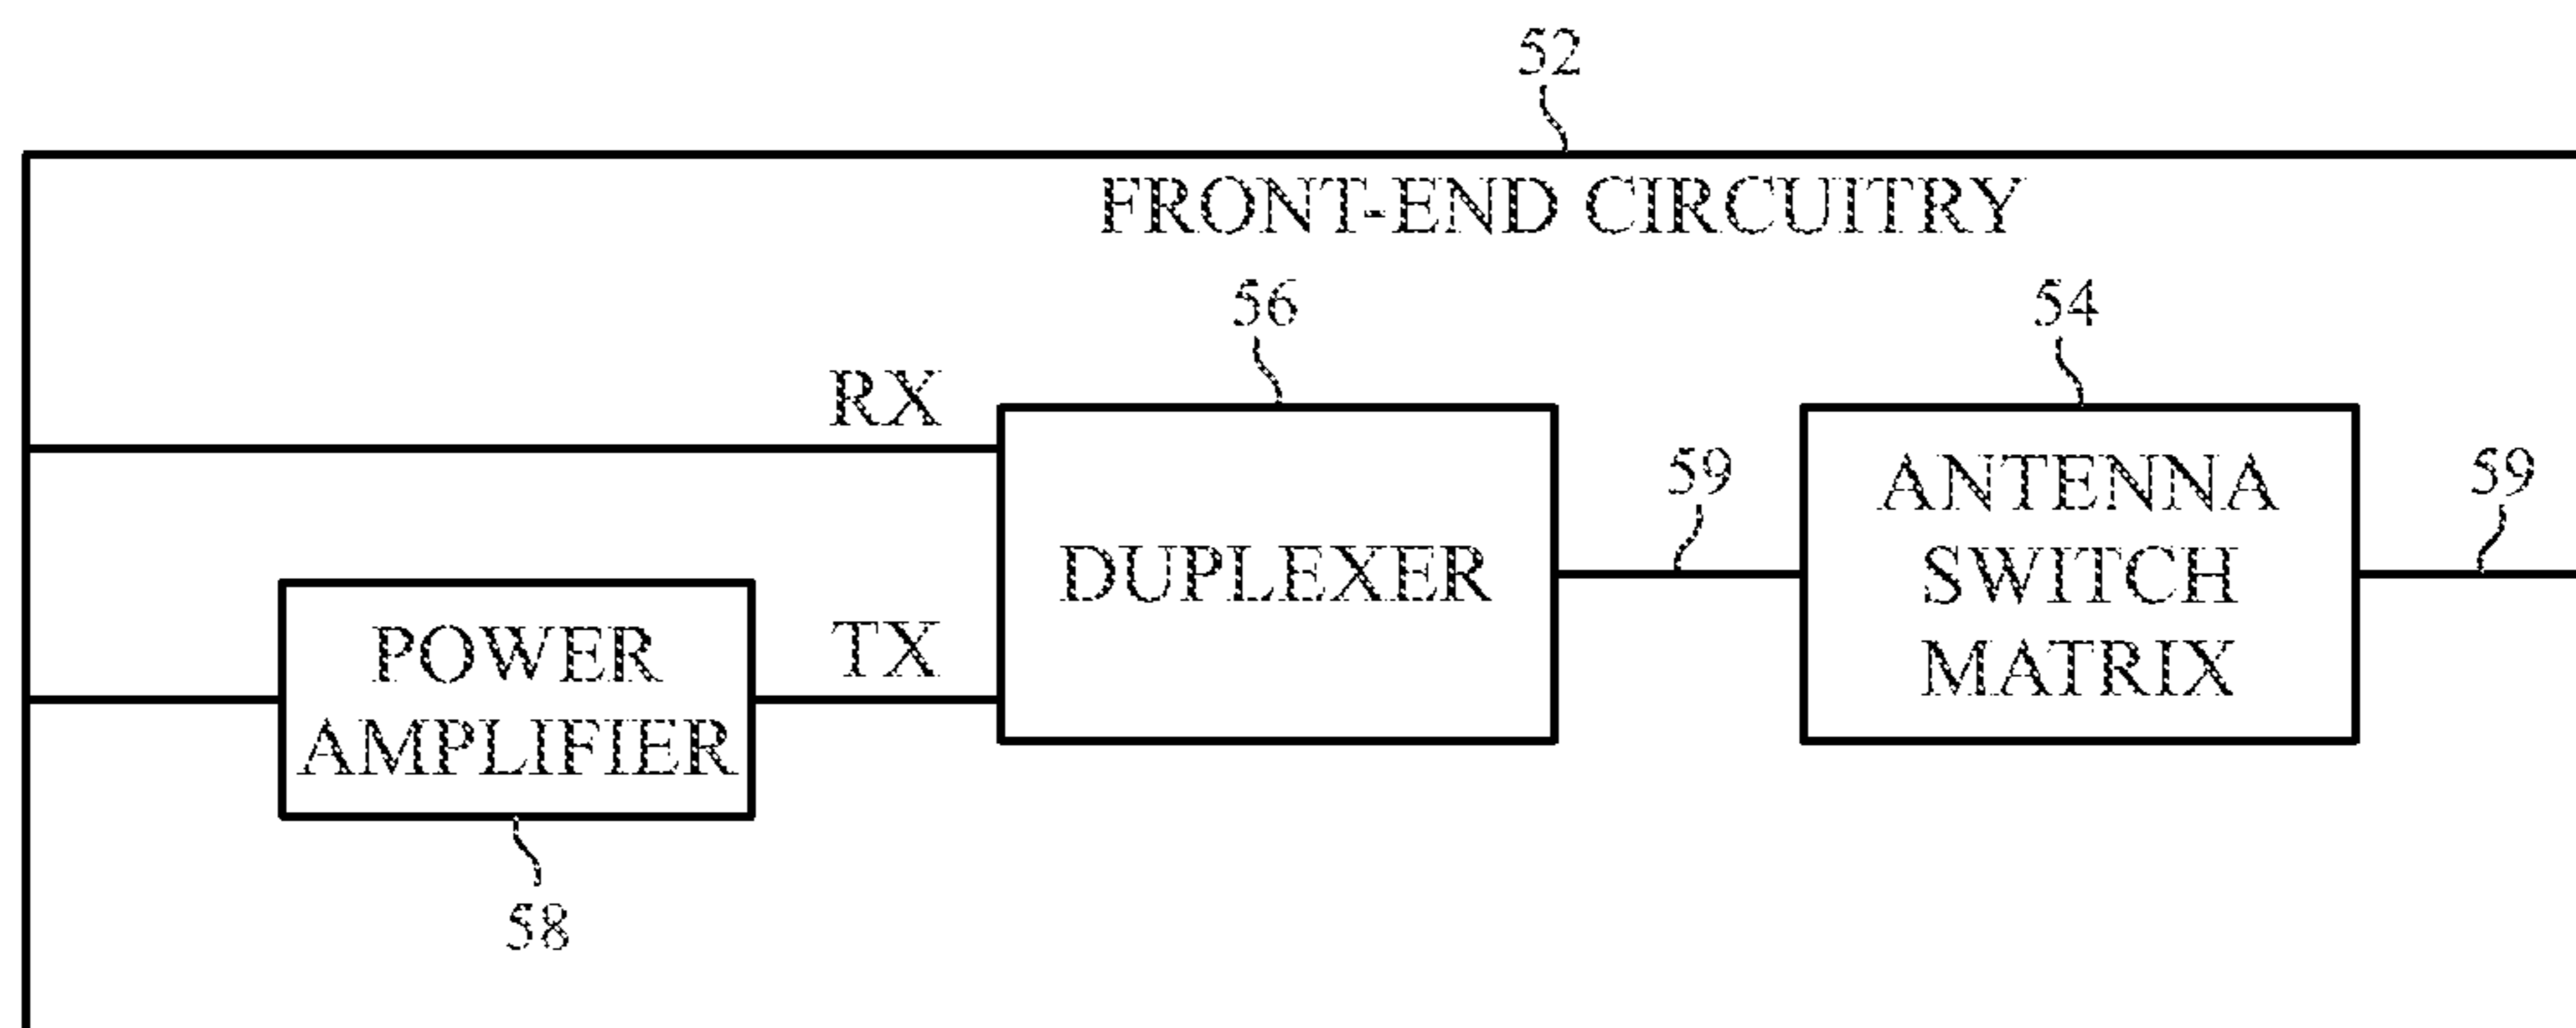 52
FRONT-END CIRCUITRY
56
54
RX
59
59
ANTENNA
SWITCH
MATRIX
DUPLEXER
TX
POWER
AMPLIFIER
58